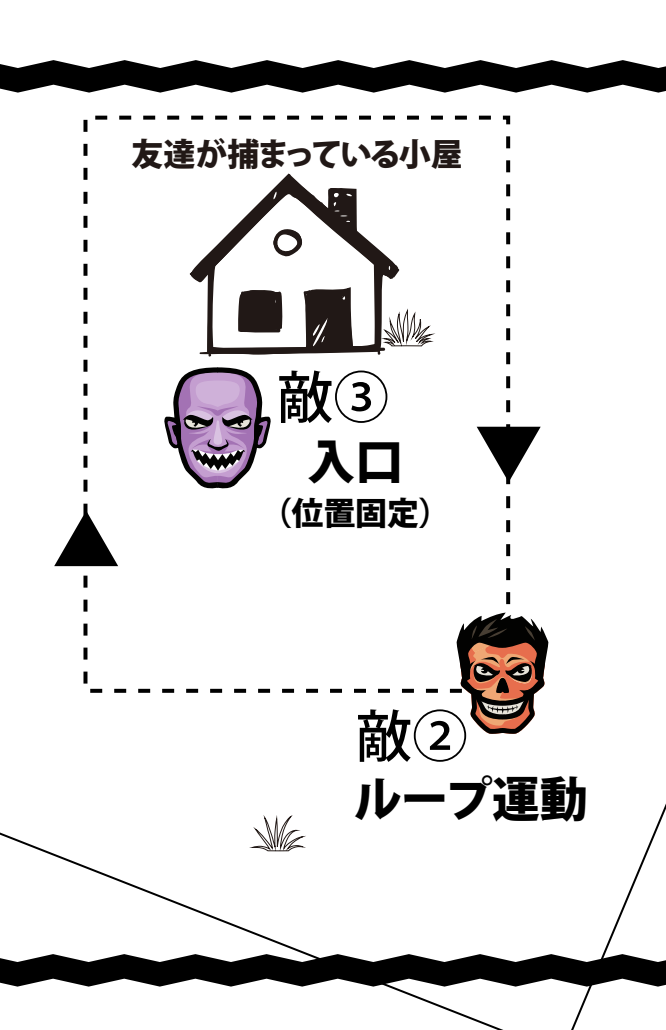 友達が捕まっている小屋
敵③
入口
（位置固定）
敵②
ループ運動